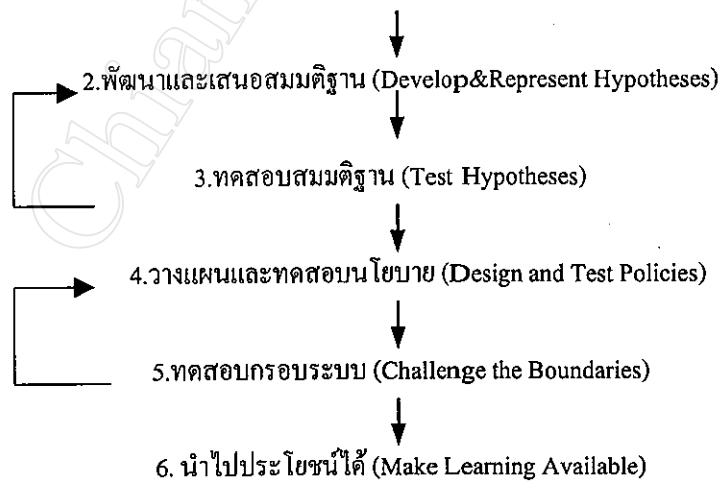 2.พัฒนาและเสนอสมมติฐาน (Develop&Represent Hypotheses)
3.ทดสอบสมมติฐาน (Test Hypotheses)
4.วางแผนและทดสอบนโยบาย (Design and Test Policies)
5.ทดสอบกรอบระบบ (Challenge the Boundaries)
6. นำไปประโยชน์ได้ (Make Learning Available)
Chian